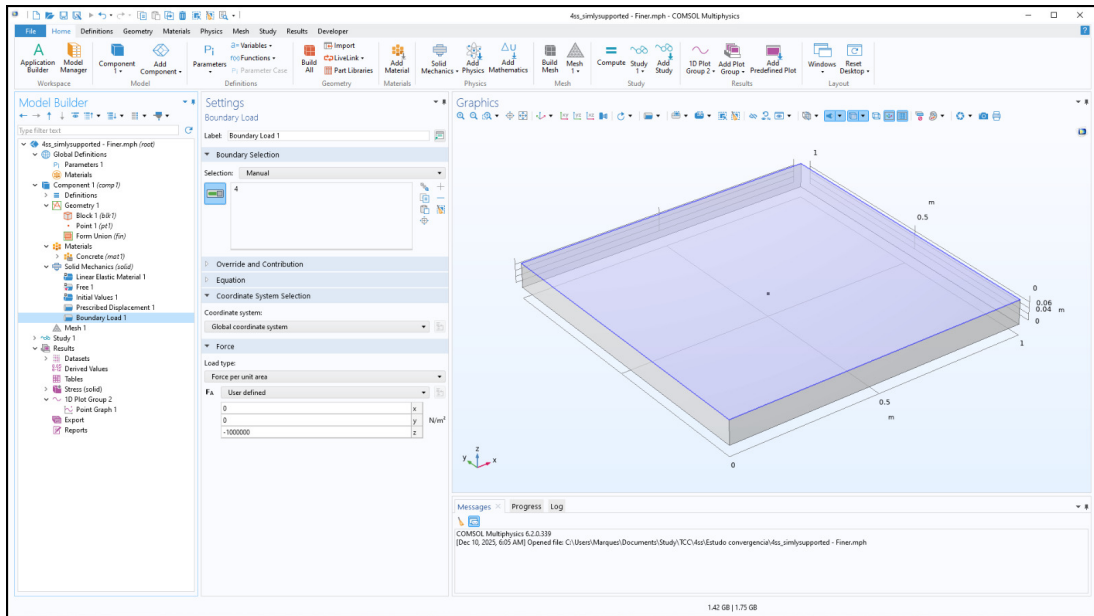 4ss_simlysupported - Finer.mph - COMSOL Multiphysics
File Home Definitions Geometry Materials Physics Mesh Study Results Developer
Application Builder
Model Manager
Component 1
Add Component
Parameters
a= Variables
f(x) Functions
Pi Parameter Case
Build All
Import
LiveLink
Part Libraries
Add Material
Solid Mechanics
Add Physics
Add Mathematics
Build Mesh
Mesh 1
Compute
Study 1
Add Study
1D Plot Group 2
Add Plot Group
Add Predefined Plot
Windows
Reset Desktop
Workspace Model Definitions Geometry Materials Physics Mesh Study Results Layout
Model Builder
Type filter text
4ss_simlysupported - Finer.mph (root)
Global Definitions
Pi Parameters 1
Materials
Component 1 (comp1)
Definitions
Geometry 1
Block 1 (blk1)
Point 1 (pt1)
Form Union (fin)
Materials
Concrete (mat1)
Solid Mechanics (solid)
Linear Elastic Material 1
Free 1
Initial Values 1
Prescribed Displacement 1
Boundary Load 1
Mesh 1
Study 1
Results
Datasets
Derived Values
Tables
Stress (solid)
1D Plot Group 2
Point Graph 1
Export
Reports
Settings
Boundary Load
Label: Boundary Load 1
Boundary Selection
Selection: Manual
4
Override and Contribution
Equation
Coordinate System Selection
Coordinate system:
Global coordinate system
Force
Load type:
Force per unit area
FA User defined
0 x
0 y N/m²
-1000000 z
Graphics
1
m
0.5
0
0.06
0.04 m
0
1
0.5
m
0
z
y x
Messages Progress Log
COMSOL Multiphysics 6.2.0.339
[Dec 10, 2025, 6:05 AM] Opened file: C:\Users\Marques\Documents\Study\TCC\4ss\Estudo convergencia\4ss_simlysupported - Finer.mph
1.42 GB | 1.75 GB